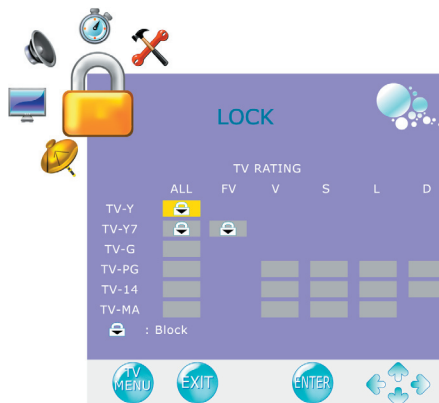 LOCK
TV RATING
ALL FV V S L D
TV-Y
TV-Y7
TV-G
TV-PG
TV-14
TV-MA
: Block
TV MENU
EXIT
ENTER